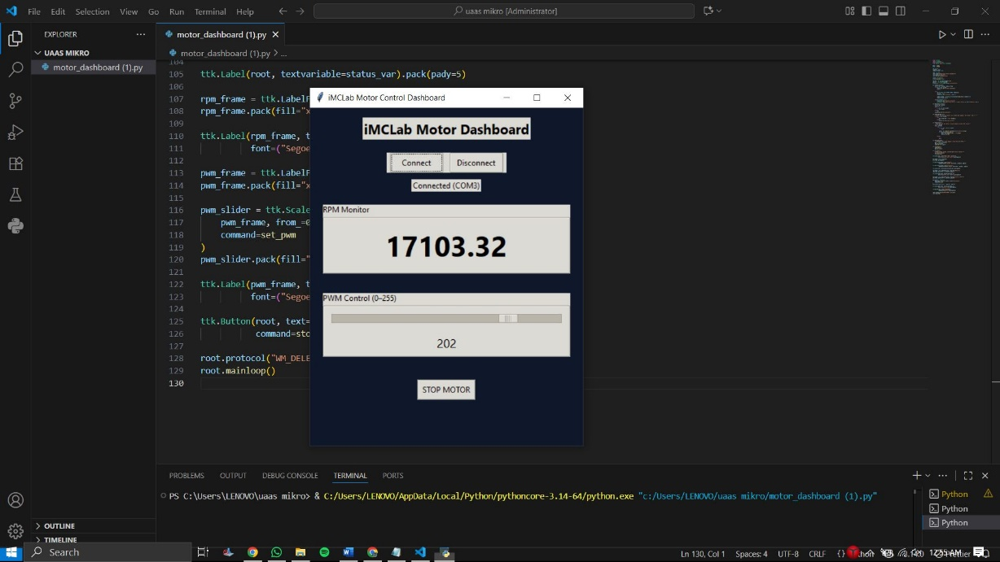 File Edit Selection View Go Run Terminal Help
uaas mikro [Administrator]
EXPLORER
UAAS MIKRO
motor_dashboard (1).py
OUTLINE
TIMELINE
motor_dashboard (1).py
motor_dashboard (1).py > ...
104
105 ttk.Label(root, textvariable=status_var).pack(pady=5)
106
107 rpm_frame = ttk.LabelF
108 rpm_frame.pack(fill="x
109
110 ttk.Label(rpm_frame, t
111 font=("Segoe
112
113 pwm_frame = ttk.LabelF
114 pwm_frame.pack(fill="x
115
116 pwm_slider = ttk.Scale
117 pwm_frame, from_=0
118 command=set_pwm
119 )
120 pwm_slider.pack(fill="
121
122 ttk.Label(pwm_frame, t
123 font=("Segoe
124
125 ttk.Button(root, text=
126 command=sto
127
128 root.protocol("WM_DELE
129 root.mainloop()
130
iMCLab Motor Control Dashboard
iMCLab Motor Dashboard
Connect Disconnect
Connected (COM3)
RPM Monitor
17103.32
PWM Control (0–255)
202
STOP MOTOR
PROBLEMS OUTPUT DEBUG CONSOLE TERMINAL PORTS
PS C:\Users\LENOVO\uaas mikro> & C:/Users/LENOVO/AppData/Local/Python/pythoncore-3.14-64/python.exe "c:/Users/LENOVO/uaas mikro/motor_dashboard (1).py"
Python
Python
Python
Search
Ln 130, Col 1 Spaces: 4 UTF-8 CRLF {}
12:55 AM